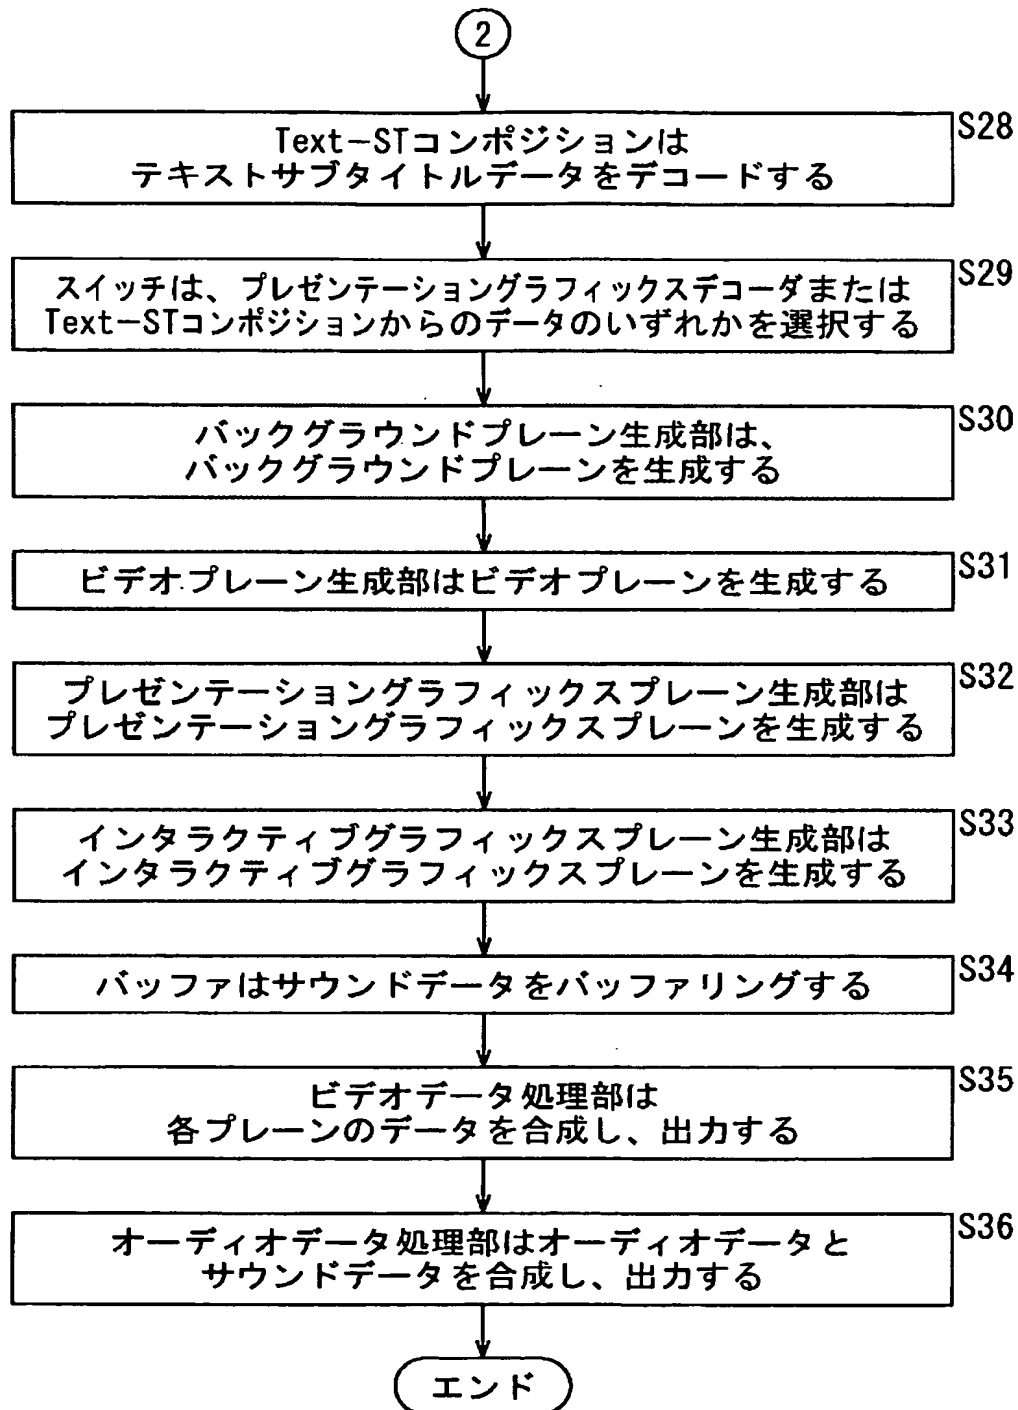 2
S28
Text-STコンポジションは
テキストサブタイトルデータをデコードする
S29
スイッチは、プレゼンテーショングラフィックスデコーダまたは
Text-STコンポジションからのデータのいずれかを選択する
S30
バックグラウンドプレーン生成部は、
バックグラウンドプレーンを生成する
S31
ビデオプレーン生成部はビデオプレーンを生成する
S32
プレゼンテーショングラフィックスプレーン生成部は
プレゼンテーショングラフィックスプレーンを生成する
S33
インタラクティブグラフィックスプレーン生成部は
インタラクティブグラフィックスプレーンを生成する
S34
バッファはサウンドデータをバッファリングする
S35
ビデオデータ処理部は
各プレーンのデータを合成し、出力する
S36
オーディオデータ処理部はオーディオデータと
サウンドデータを合成し、出力する
エンド